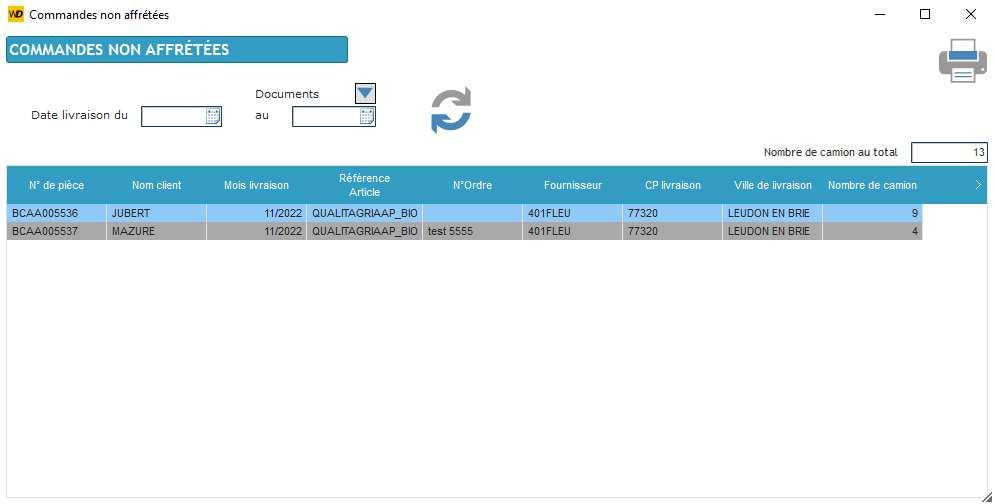 WD Commandes non affrétées
COMMANDES NON AFFRÉTÉES
Documents
Date livraison du au
Nombre de camion au total 13
N° de pièce Nom client Mois livraison Référence Article N°Ordre Fournisseur CP livraison Ville de livraison Nombre de camion
BCAA005536 JUBERT 11/2022 QUALITAGRIAAP_BIO 401FLEU 77320 LEUDON EN BRIE 9
BCAA005537 MAZURE 11/2022 QUALITAGRIAAP_BIO test 5555 401FLEU 77320 LEUDON EN BRIE 4